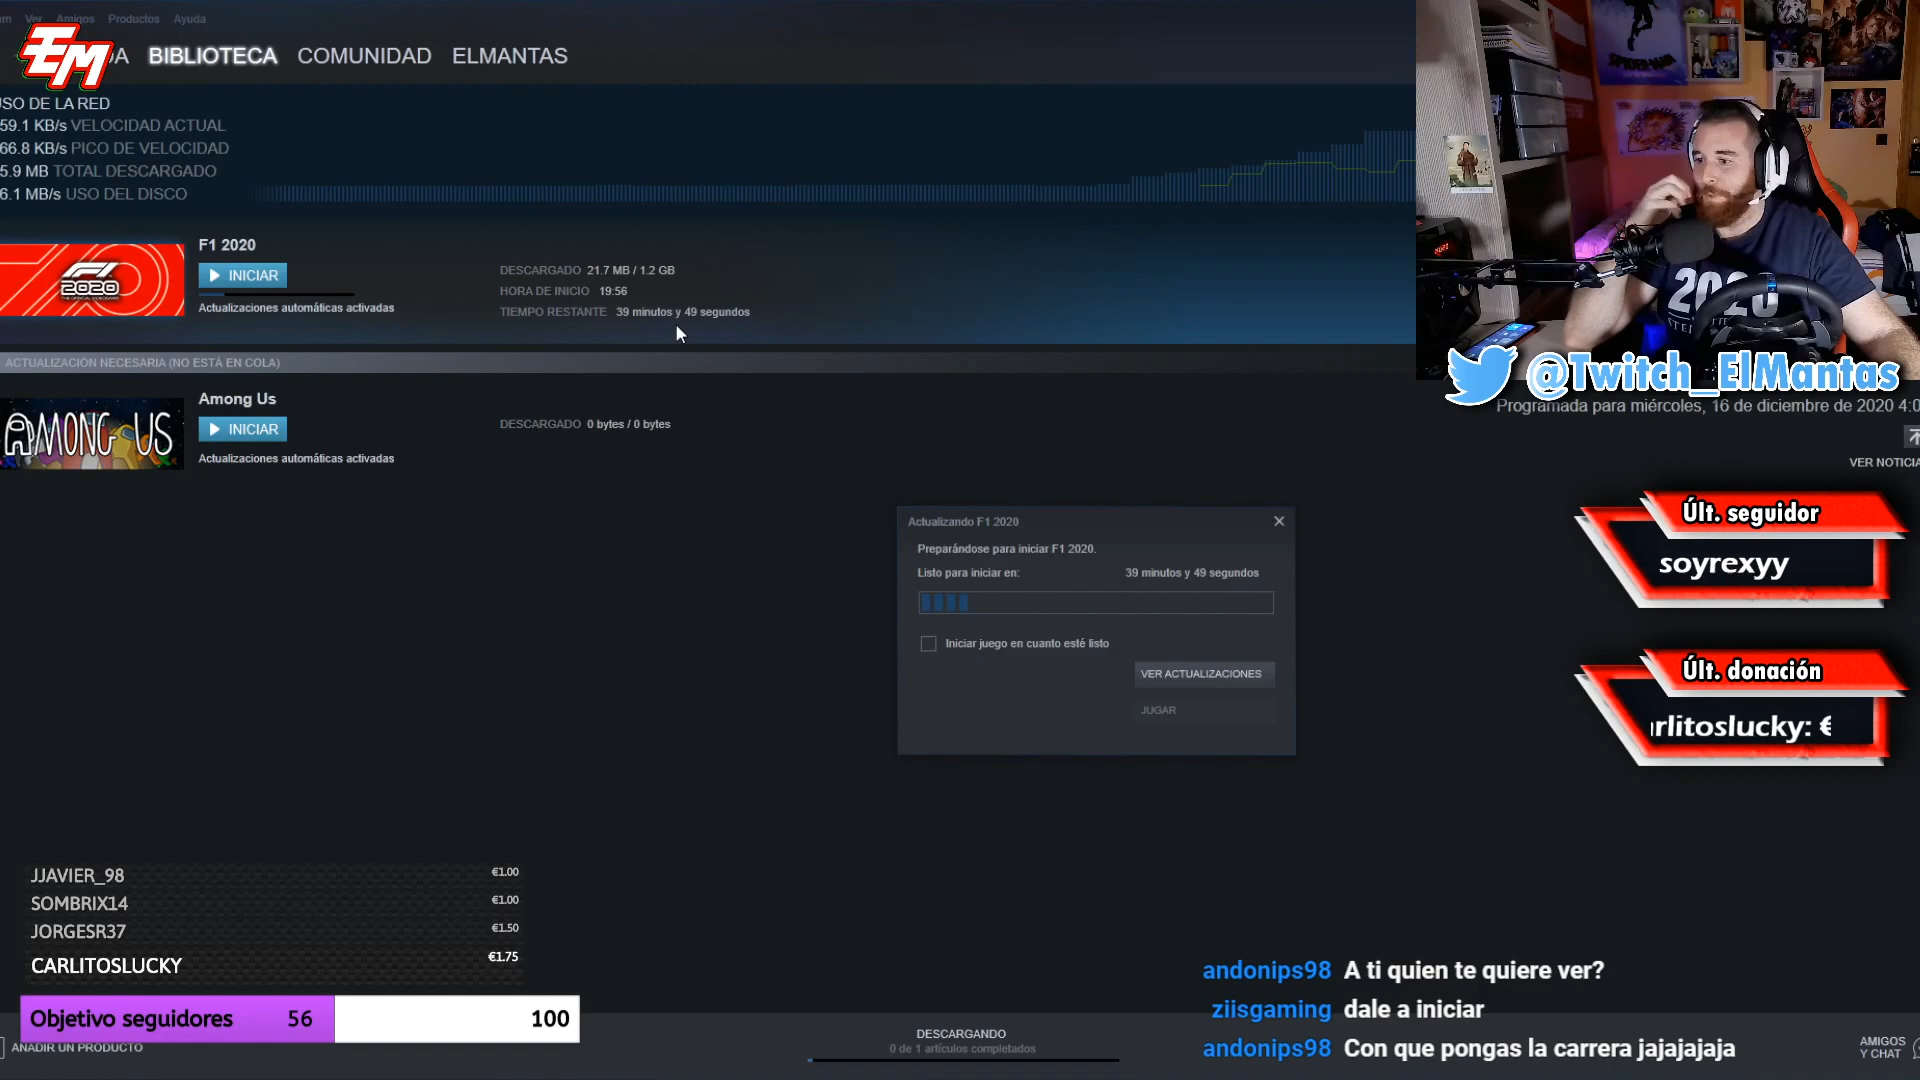 Ver Amigos Productos Ayuda
EM
BIBLIOTECA COMUNIDAD ELMANTAS
USO DE LA RED
59.1 KB/s VELOCIDAD ACTUAL
66.8 KB/s PICO DE VELOCIDAD
5.9 MB TOTAL DESCARGADO
6.1 MB/s USO DEL DISCO
F1 2020
INICIAR
Actualizaciones automáticas activadas
DESCARGADO 21.7 MB / 1.2 GB
HORA DE INICIO 19:56
TIEMPO RESTANTE 39 minutos y 49 segundos
F1 2020
ACTUALIZACIÓN NECESARIA (NO ESTÁ EN COLA)
AMONG US
Among Us
INICIAR
Actualizaciones automáticas activadas
DESCARGADO 0 bytes / 0 bytes
SPIDER-MAN
2020
@Twitch_ElMantas
Programada para miércoles, 16 de diciembre de 2020 4:0
VER NOTICIA
Actualizando F1 2020
Preparándose para iniciar F1 2020.
Listo para iniciar en: 39 minutos y 49 segundos
Iniciar juego en cuanto esté listo
VER ACTUALIZACIONES
JUGAR
Últ. seguidor
soyrexyy
Últ. donación
rlitoslucky: €
JJAVIER_98 €1.00
SOMBRIX14 €1.00
JORGESR37 €1.50
CARLITOSLUCKY €1.75
Objetivo seguidores 56 100
AÑADIR UN PRODUCTO
DESCARGANDO
0 de 1 artículos completados
andonips98 A ti quien te quiere ver?
ziisgaming dale a iniciar
andonips98 Con que pongas la carrera jajajajaja
AMIGOS
Y CHAT